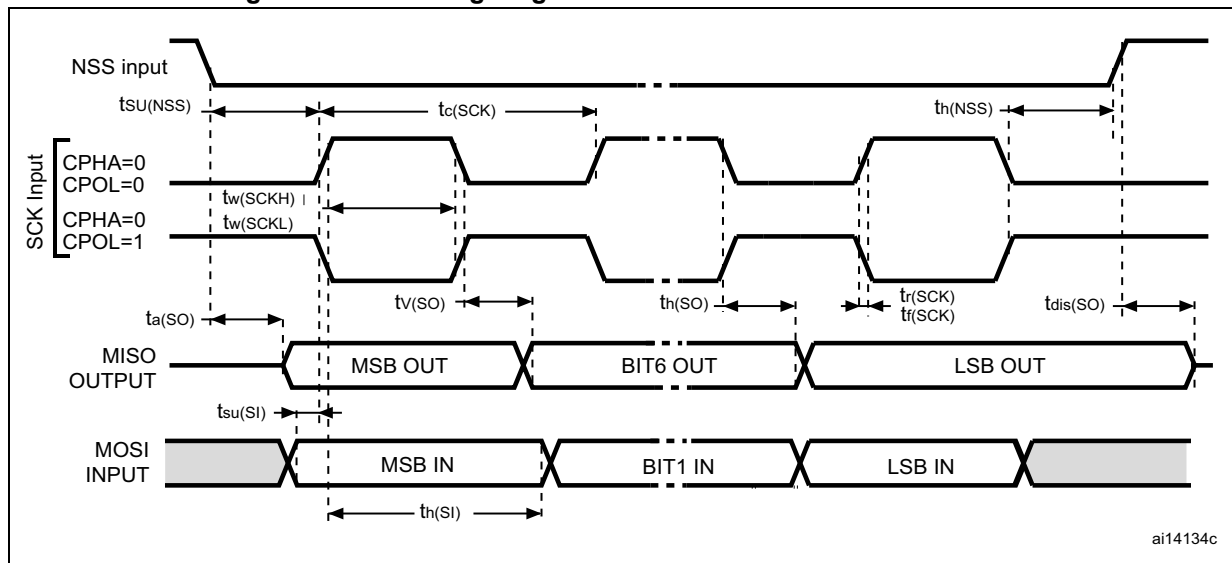 NSS input
tSU(NSS)
tc(SCK)
th(NSS)
SCK Input
CPHA=0
CPOL=0
tw(SCKH)
CPHA=0
CPOL=1
tw(SCKL)
tV(SO)
th(SO)
tr(SCK)
tf(SCK)
tdis(SO)
ta(SO)
MISO
OUTPUT
MSB OUT
BIT6 OUT
LSB OUT
tsu(SI)
MOSI
INPUT
MSB IN
BIT1 IN
LSB IN
th(SI)
ai14134c